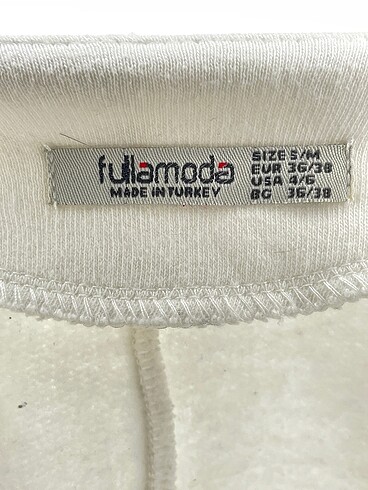 fullamoda
MADE IN TURKEY
SIZE S/M
EUR 36/38
USA 4/6
BG 36/38